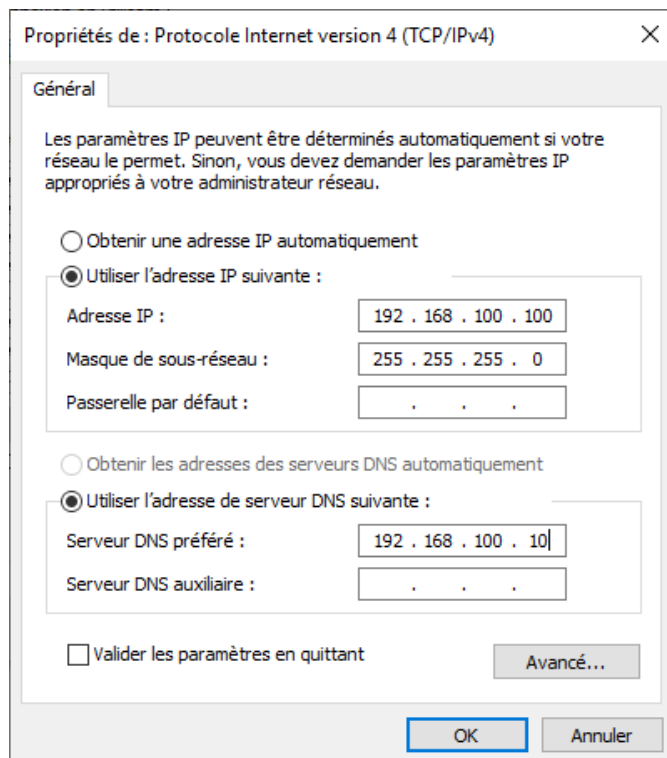 Propriétés de : Protocole Internet version 4 (TCP/IPv4)
Général
Les paramètres IP peuvent être déterminés automatiquement si votre
réseau le permet. Sinon, vous devez demander les paramètres IP
appropriés à votre administrateur réseau.
Obtenir une adresse IP automatiquement
Utiliser l'adresse IP suivante :
Adresse IP : 192 . 168 . 100 . 100
Masque de sous-réseau : 255 . 255 . 255 . 0
Passerelle par défaut : . . .
Obtenir les adresses des serveurs DNS automatiquement
Utiliser l'adresse de serveur DNS suivante :
Serveur DNS préféré : 192 . 168 . 100 . 10
Serveur DNS auxiliaire : . . .
Valider les paramètres en quittant
Avancé...
OK Annuler